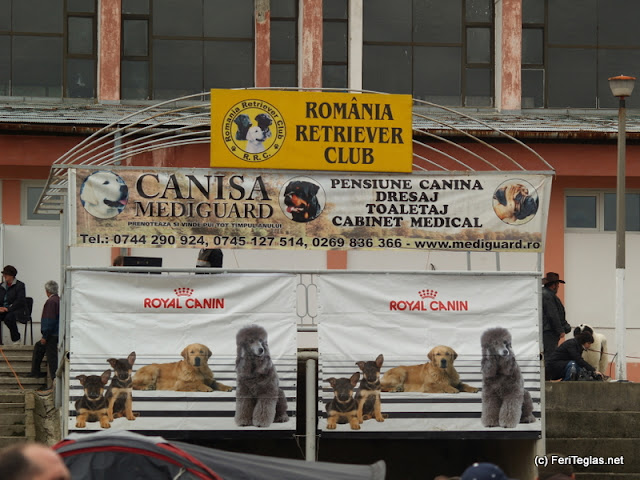 ROMÂNIA
RETRIEVER
CLUB
Romania Retriever Club
R.R.C.
CANISA
MEDIGUARD
PENSIUNE CANINA
DRESAJ
TOALETAJ
CABINET MEDICAL
Tel.: 0744 290 924, 0745 127 514, 0269 836 366 - www.mediguard.ro
ROYAL CANIN
ROYAL CANIN
(c) FeriTeglas.net